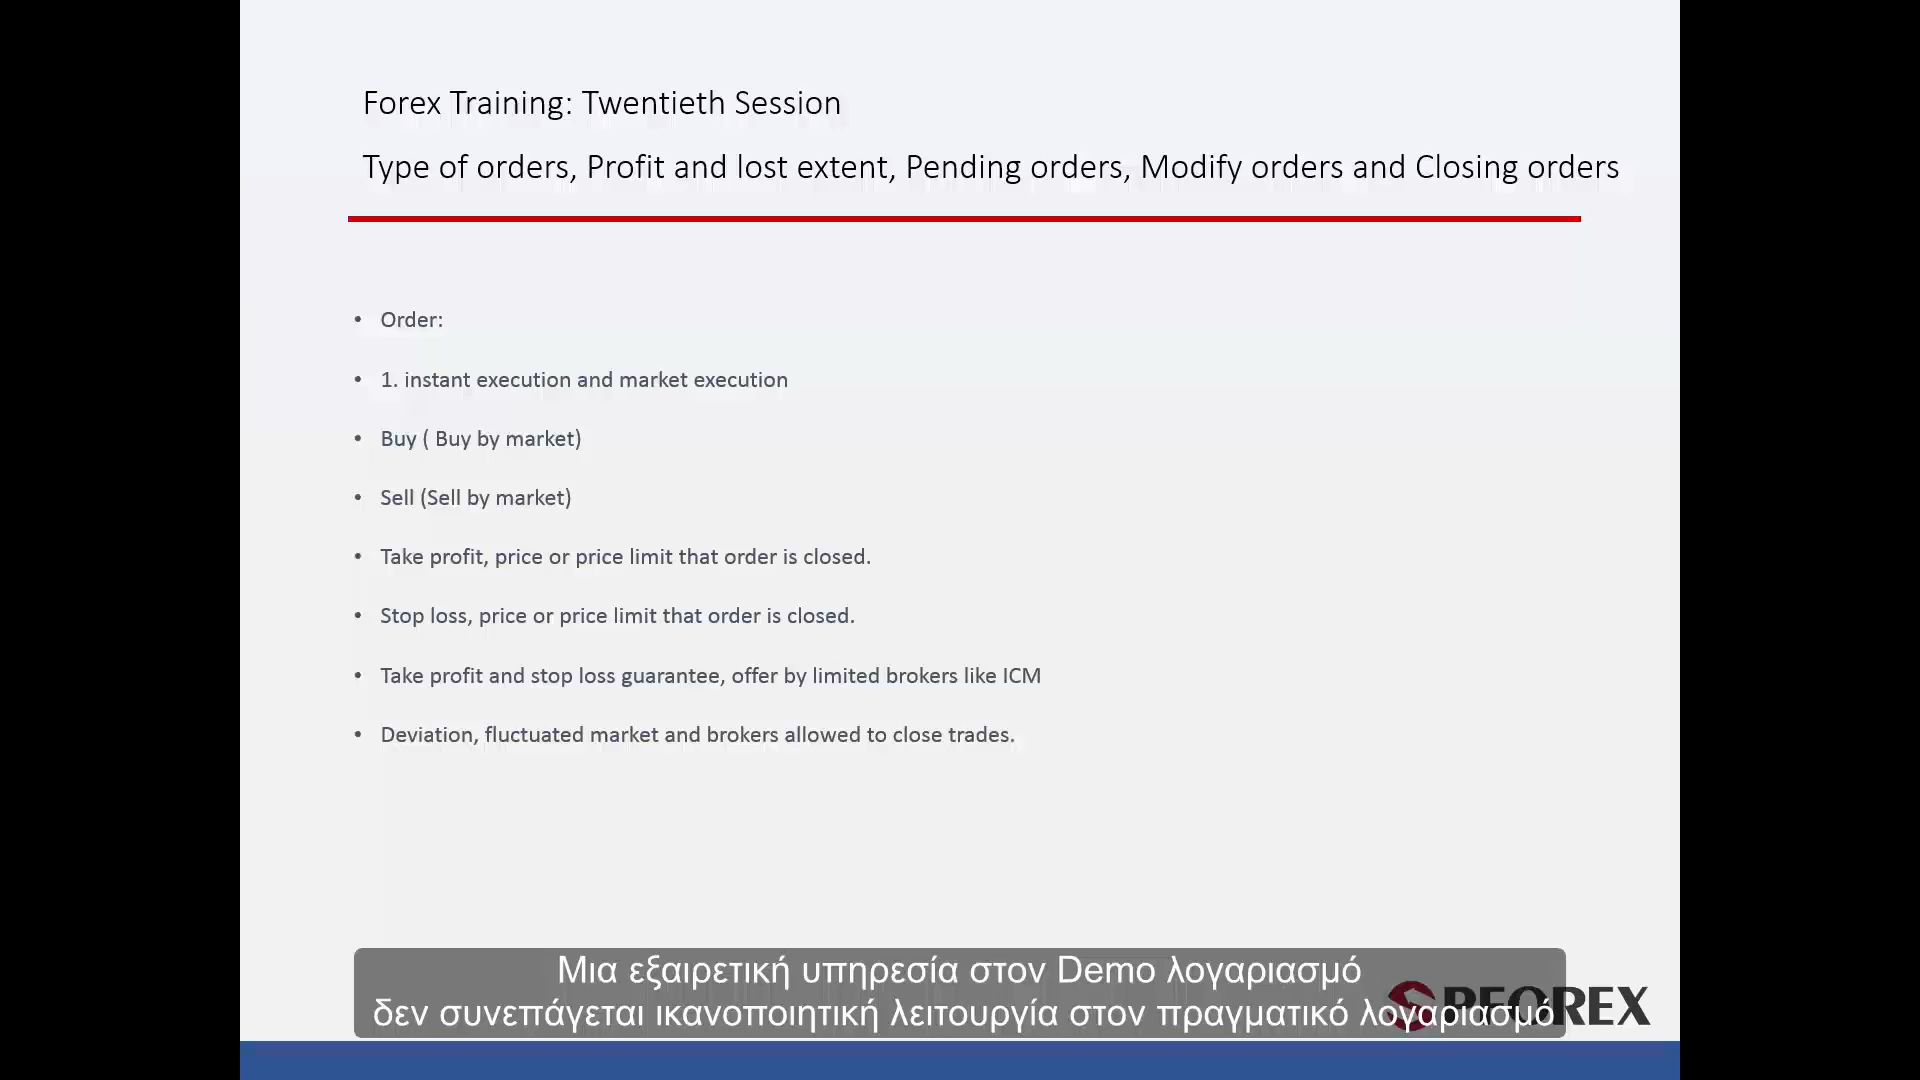 Forex Training: Twentieth Session
Type of orders, Profit and lost extent, Pending orders, Modify orders and Closing orders
• Order:
• 1. instant execution and market execution
• Buy ( Buy by market)
• Sell (Sell by market)
• Take profit, price or price limit that order is closed.
• Stop loss, price or price limit that order is closed.
• Take profit and stop loss guarantee, offer by limited brokers like ICM
• Deviation, fluctuated market and brokers allowed to close trades.
Μια εξαιρετική υπηρεσία στον Demo λογαριασμό
δεν συνεπάγεται ικανοποιητική λειτουργία στον πραγματικό λογαριασμό